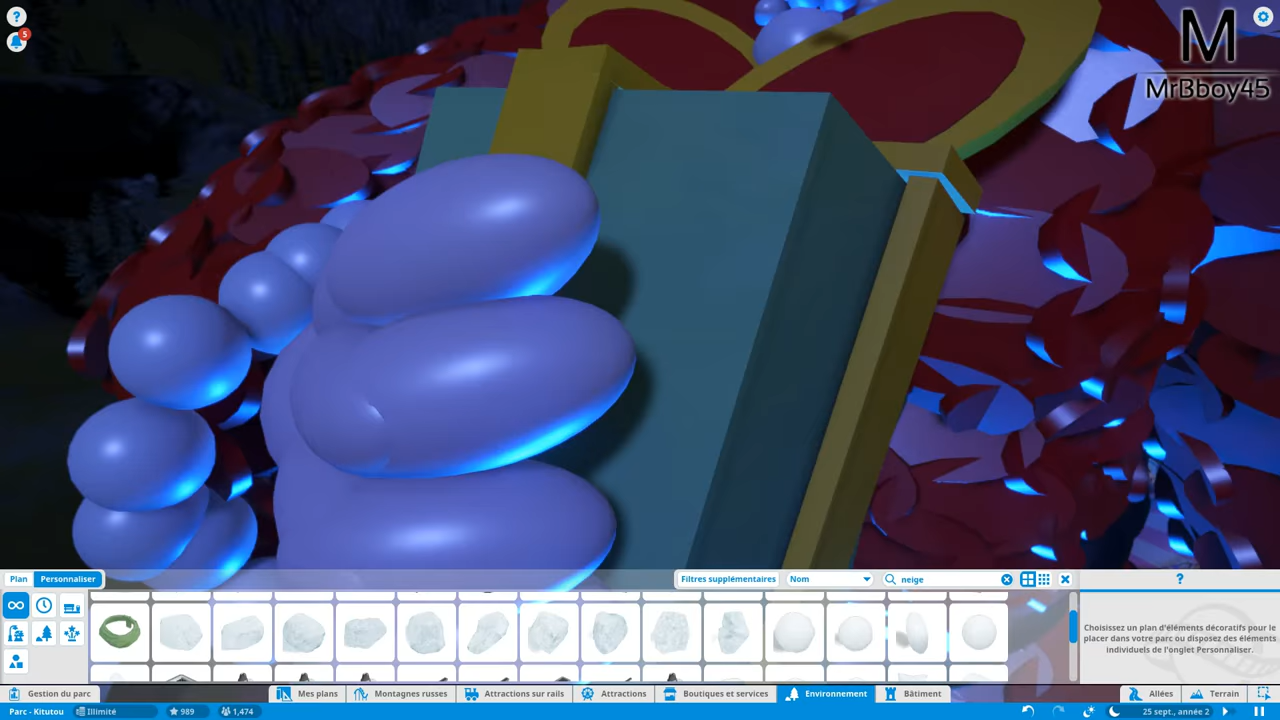 ?
5
M
MrBboy45
Plan
Personnaliser
Filtres supplémentaires
Nom
neige
?
Choisissez un plan d'éléments décoratifs pour le
placer dans votre parc ou disposez des éléments
individuels de l'onglet Personnaliser.
Gestion du parc
Mes plans
Montagnes russes
Attractions sur rails
Attractions
Boutiques et services
Environnement
Bâtiment
Allées
Terrain
Parc - Kitutou
Illimité
989
1,474
25 sept., année 2